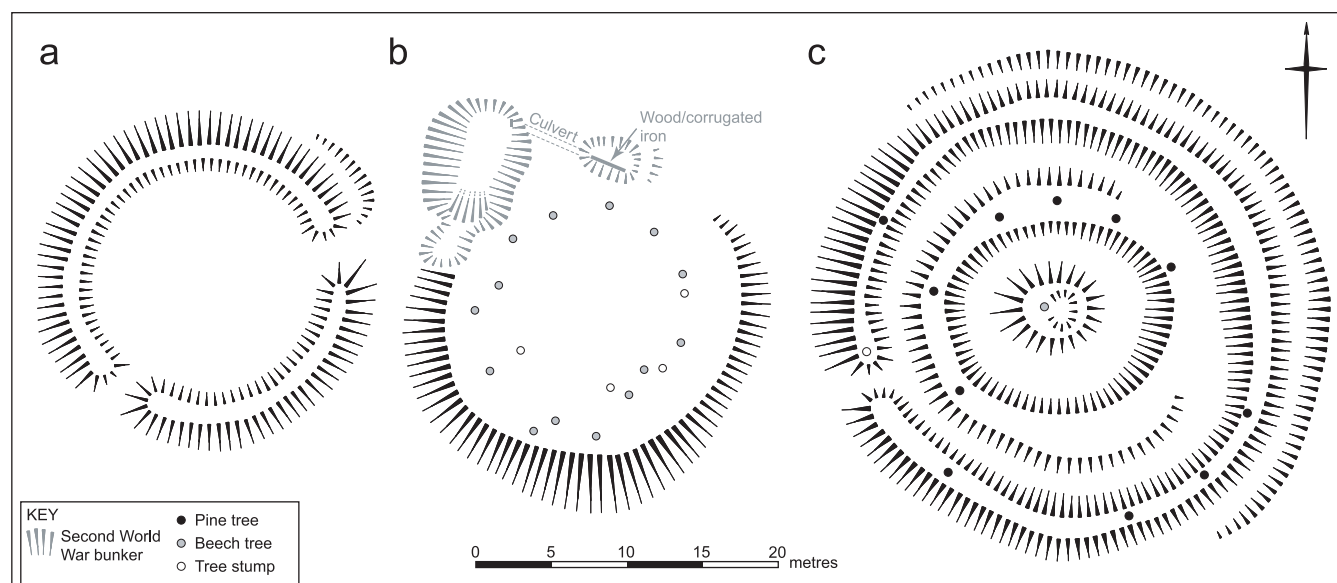 a
b
c
Culvert
Wood/corrugated
iron
KEY
Second World
War bunker
Pine tree
Beech tree
Tree stump
0 5 10 15 20
metres